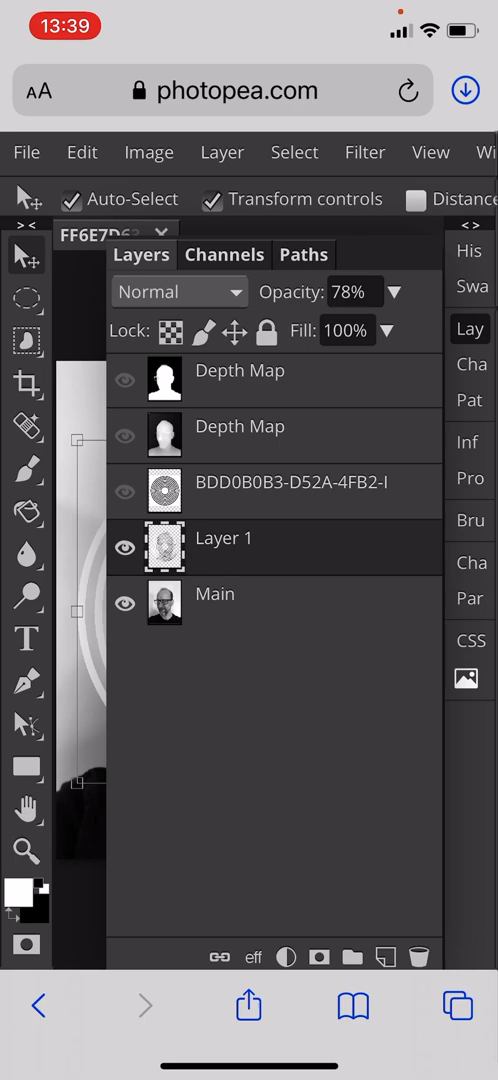 13:39
AA photopea.com
File Edit Image Layer Select Filter View Wi
Auto-Select Transform controls Distance
> < FF6E7D63 < >
Layers Channels Paths
His
Normal Opacity: 78%
Swa
Lock: Fill: 100%
Lay
Depth Map
Cha
Pat
Depth Map
Inf
BDD0B0B3-D52A-4FB2-I
Pro
Layer 1
Bru
Cha
Main
Par
CSS
T
eff